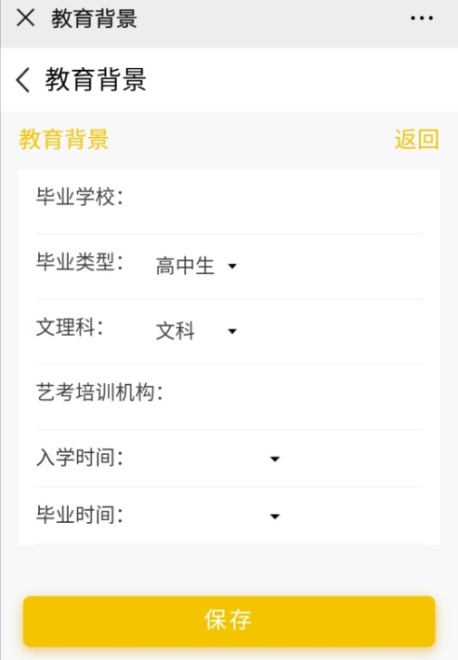 教育背景
教育背景
教育背景 返回
毕业学校：
毕业类型： 高中生
文理科： 文科
艺考培训机构：
入学时间：
毕业时间：
保存